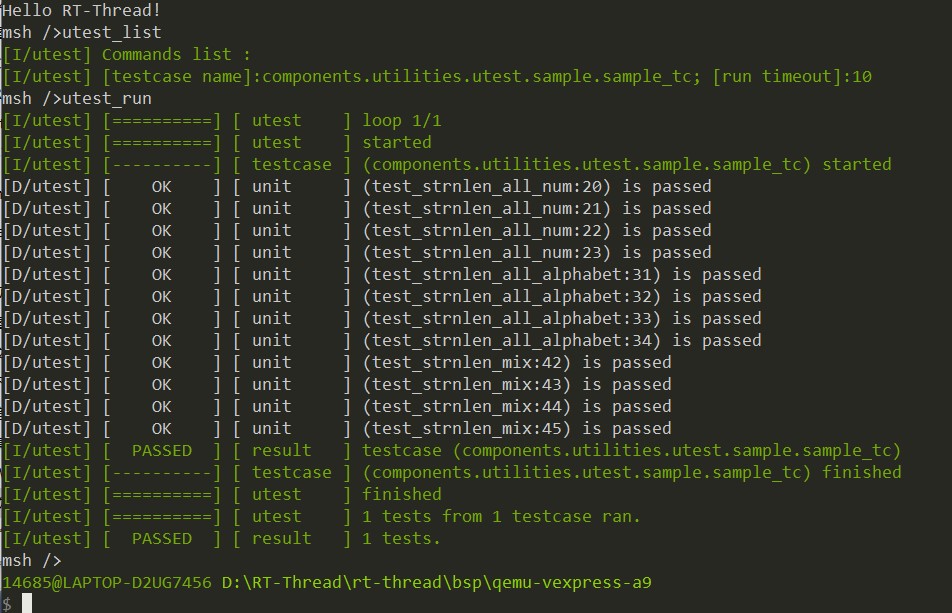 Hello RT-Thread!
msh />utest_list
[I/utest] Commands list :
[I/utest] [testcase name]:components.utilities.utest.sample.sample_tc; [run timeout]:10
msh />utest_run
[I/utest] [==========] [ utest    ] loop 1/1
[I/utest] [==========] [ utest    ] started
[I/utest] [----------] [ testcase ] (components.utilities.utest.sample.sample_tc) started
[D/utest] [    OK    ] [ unit     ] (test_strnlen_all_num:20) is passed
[D/utest] [    OK    ] [ unit     ] (test_strnlen_all_num:21) is passed
[D/utest] [    OK    ] [ unit     ] (test_strnlen_all_num:22) is passed
[D/utest] [    OK    ] [ unit     ] (test_strnlen_all_num:23) is passed
[D/utest] [    OK    ] [ unit     ] (test_strnlen_all_alphabet:31) is passed
[D/utest] [    OK    ] [ unit     ] (test_strnlen_all_alphabet:32) is passed
[D/utest] [    OK    ] [ unit     ] (test_strnlen_all_alphabet:33) is passed
[D/utest] [    OK    ] [ unit     ] (test_strnlen_all_alphabet:34) is passed
[D/utest] [    OK    ] [ unit     ] (test_strnlen_mix:42) is passed
[D/utest] [    OK    ] [ unit     ] (test_strnlen_mix:43) is passed
[D/utest] [    OK    ] [ unit     ] (test_strnlen_mix:44) is passed
[D/utest] [    OK    ] [ unit     ] (test_strnlen_mix:45) is passed
[I/utest] [  PASSED  ] [ result   ] testcase (components.utilities.utest.sample.sample_tc)
[I/utest] [----------] [ testcase ] (components.utilities.utest.sample.sample_tc) finished
[I/utest] [==========] [ utest    ] finished
[I/utest] [==========] [ utest    ] 1 tests from 1 testcase ran.
[I/utest] [  PASSED  ] [ result   ] 1 tests.
msh />
14685@LAPTOP-D2UG7456 D:\RT-Thread\rt-thread\bsp\qemu-vexpress-a9
$